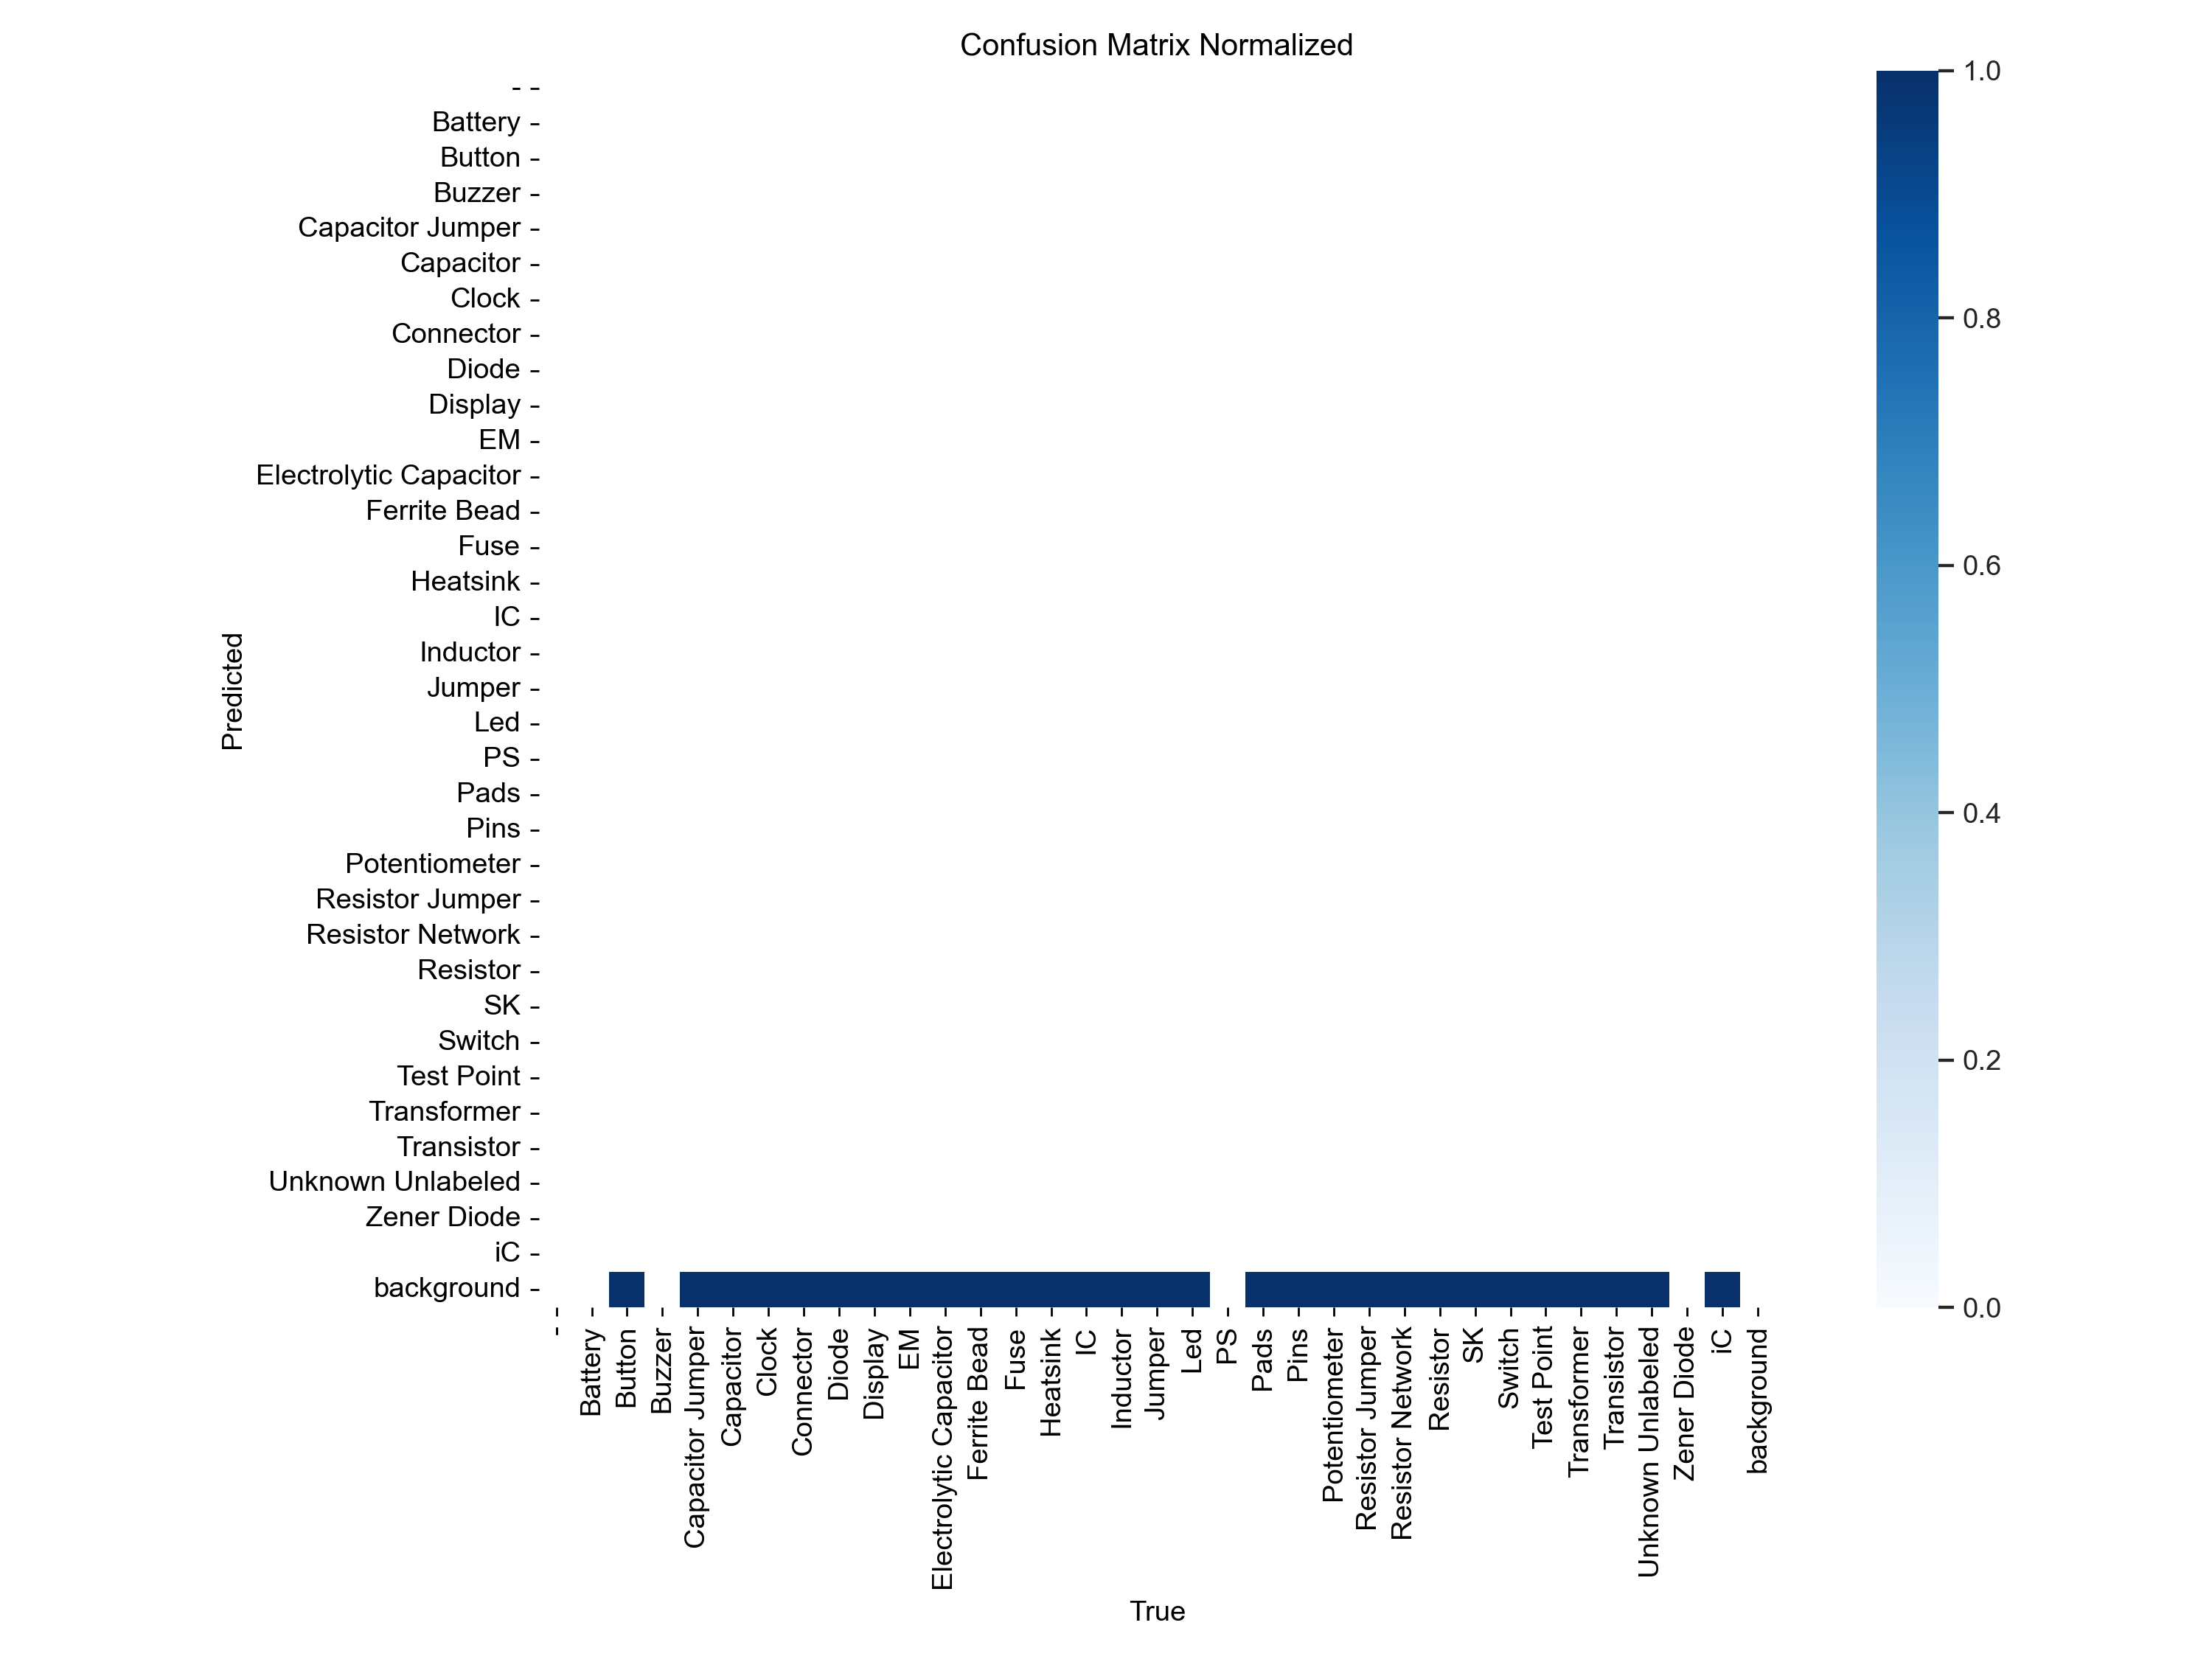 Confusion Matrix Normalized
-
Battery
Button
Buzzer
Capacitor Jumper
Capacitor
Clock
Connector
Diode
Display
EM
Electrolytic Capacitor
Ferrite Bead
Fuse
Heatsink
IC
Inductor
Jumper
Led
PS
Pads
Pins
Potentiometer
Resistor Jumper
Resistor Network
Resistor
SK
Switch
Test Point
Transformer
Transistor
Unknown Unlabeled
Zener Diode
iC
background
Predicted
-
Battery
Button
Buzzer
Capacitor Jumper
Capacitor
Clock
Connector
Diode
Display
EM
Electrolytic Capacitor
Ferrite Bead
Fuse
Heatsink
IC
Inductor
Jumper
Led
PS
Pads
Pins
Potentiometer
Resistor Jumper
Resistor Network
Resistor
SK
Switch
Test Point
Transformer
Transistor
Unknown Unlabeled
Zener Diode
iC
background
True
1.0
0.8
0.6
0.4
0.2
0.0